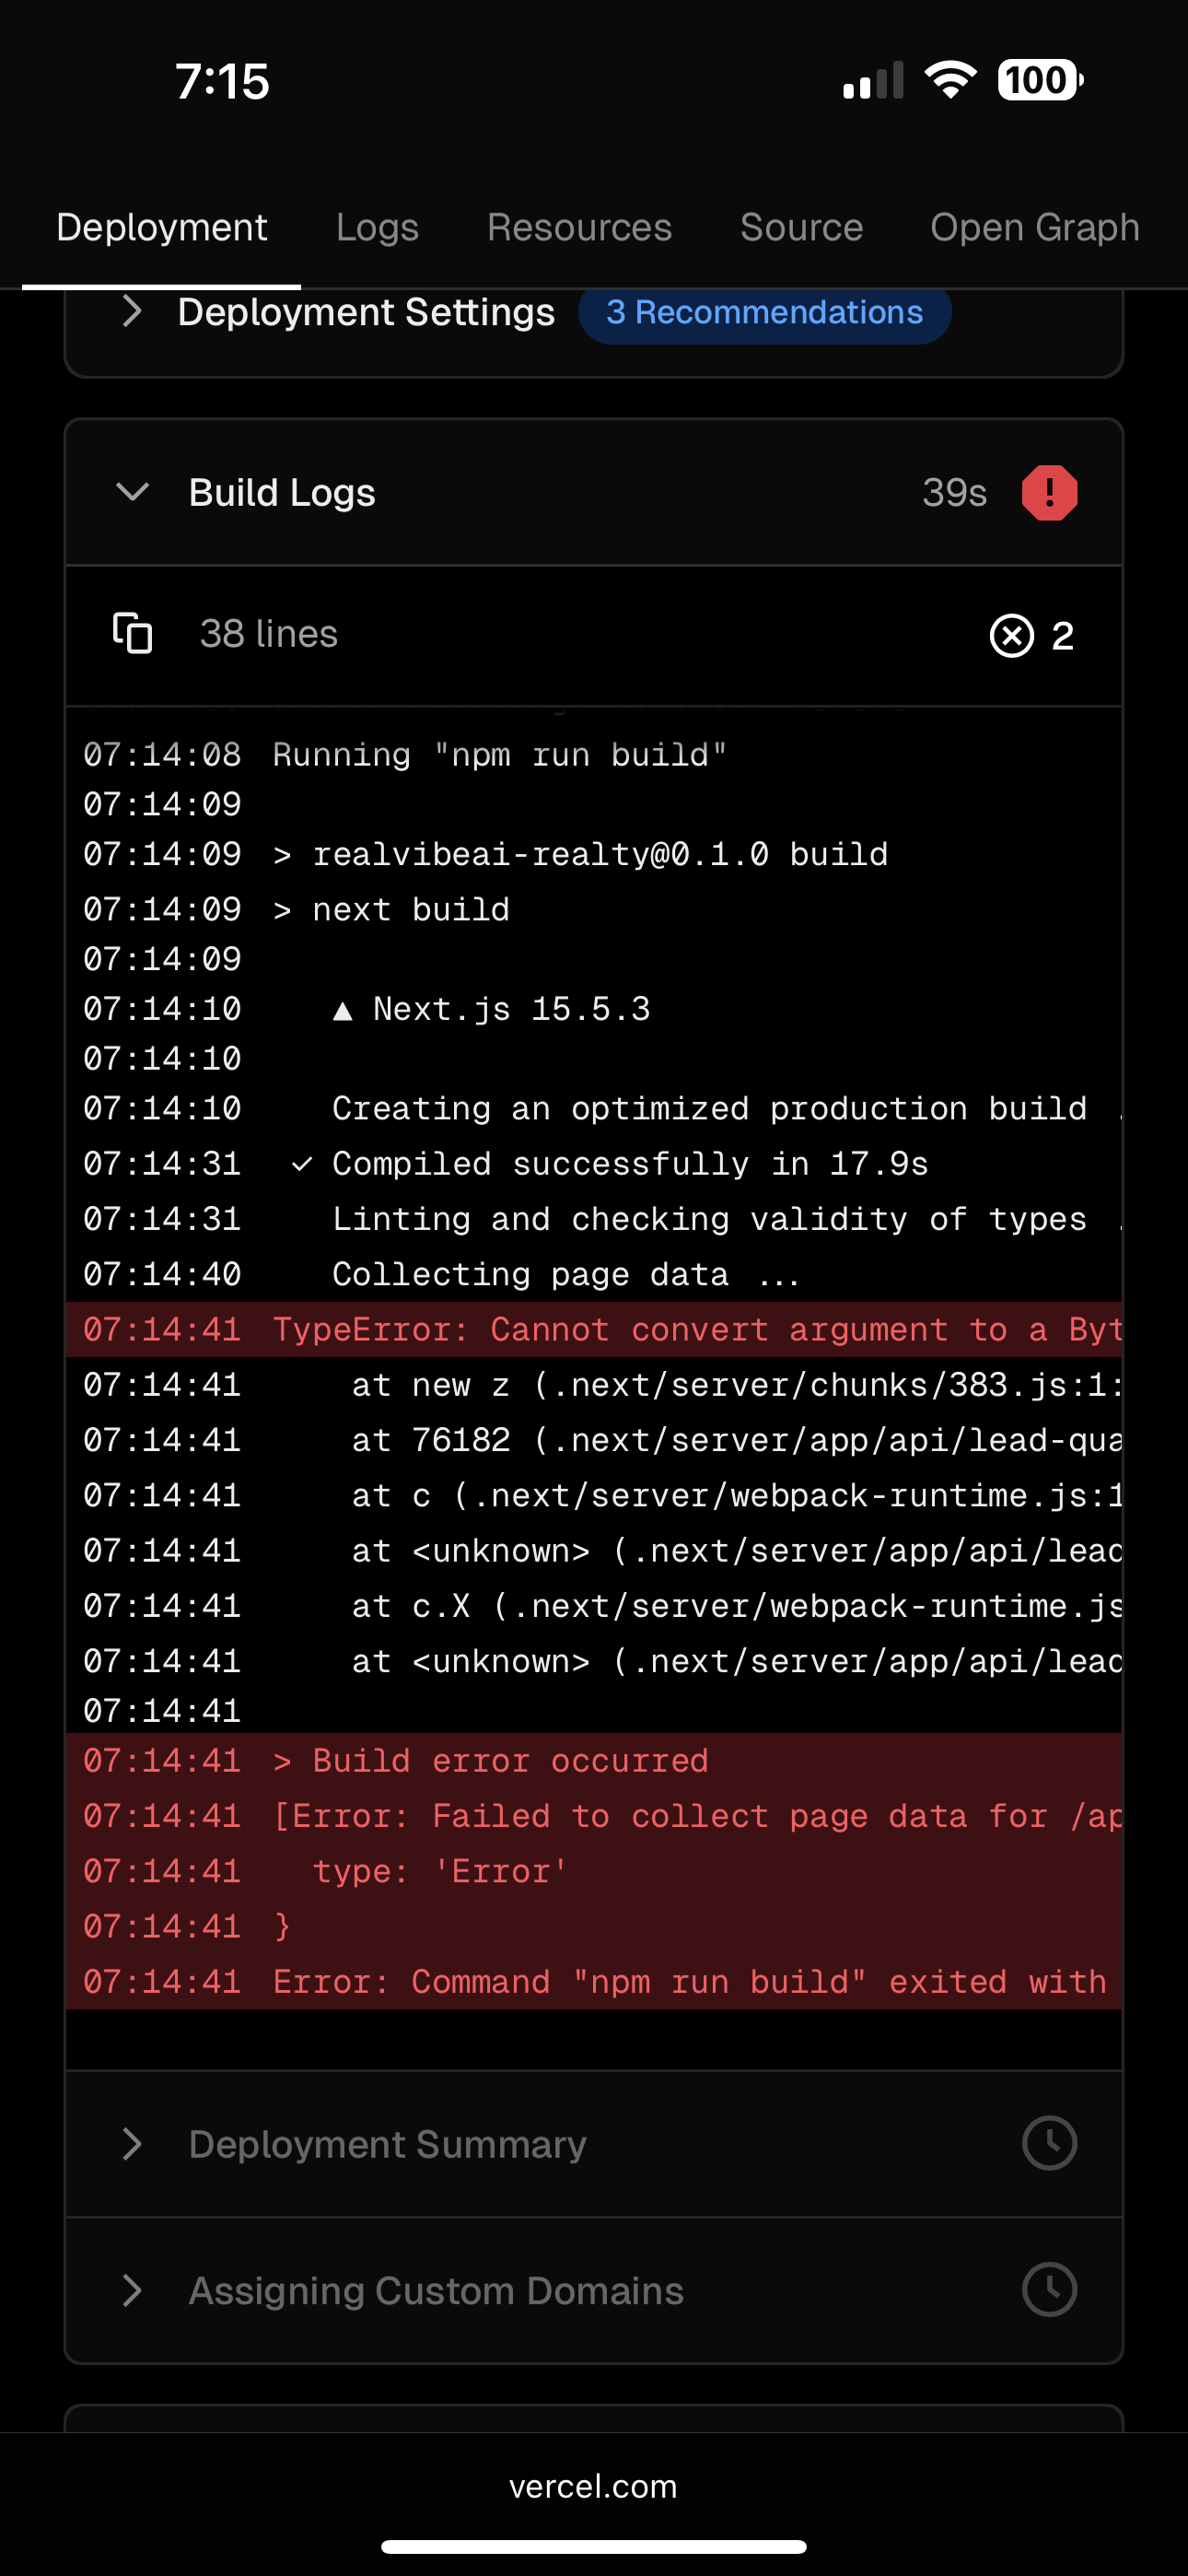 7:15
100
Deployment Logs Resources Source Open Graph
Deployment Settings 3 Recommendations
Build Logs 39s
38 lines 2
07:14:08 Running "npm run build"
07:14:09
07:14:09 > realvibeai-realty@0.1.0 build
07:14:09 > next build
07:14:09
07:14:10 ▲ Next.js 15.5.3
07:14:10
07:14:10 Creating an optimized production build .
07:14:31 ✓ Compiled successfully in 17.9s
07:14:31 Linting and checking validity of types .
07:14:40 Collecting page data ...
07:14:41 TypeError: Cannot convert argument to a Byt
07:14:41 at new z (.next/server/chunks/383.js:1:
07:14:41 at 76182 (.next/server/app/api/lead-qua
07:14:41 at c (.next/server/webpack-runtime.js:1
07:14:41 at <unknown> (.next/server/app/api/lead
07:14:41 at c.X (.next/server/webpack-runtime.js
07:14:41 at <unknown> (.next/server/app/api/lead
07:14:41
07:14:41 > Build error occurred
07:14:41 [Error: Failed to collect page data for /ap
07:14:41 type: 'Error'
07:14:41 }
07:14:41 Error: Command "npm run build" exited with
Deployment Summary
Assigning Custom Domains
vercel.com